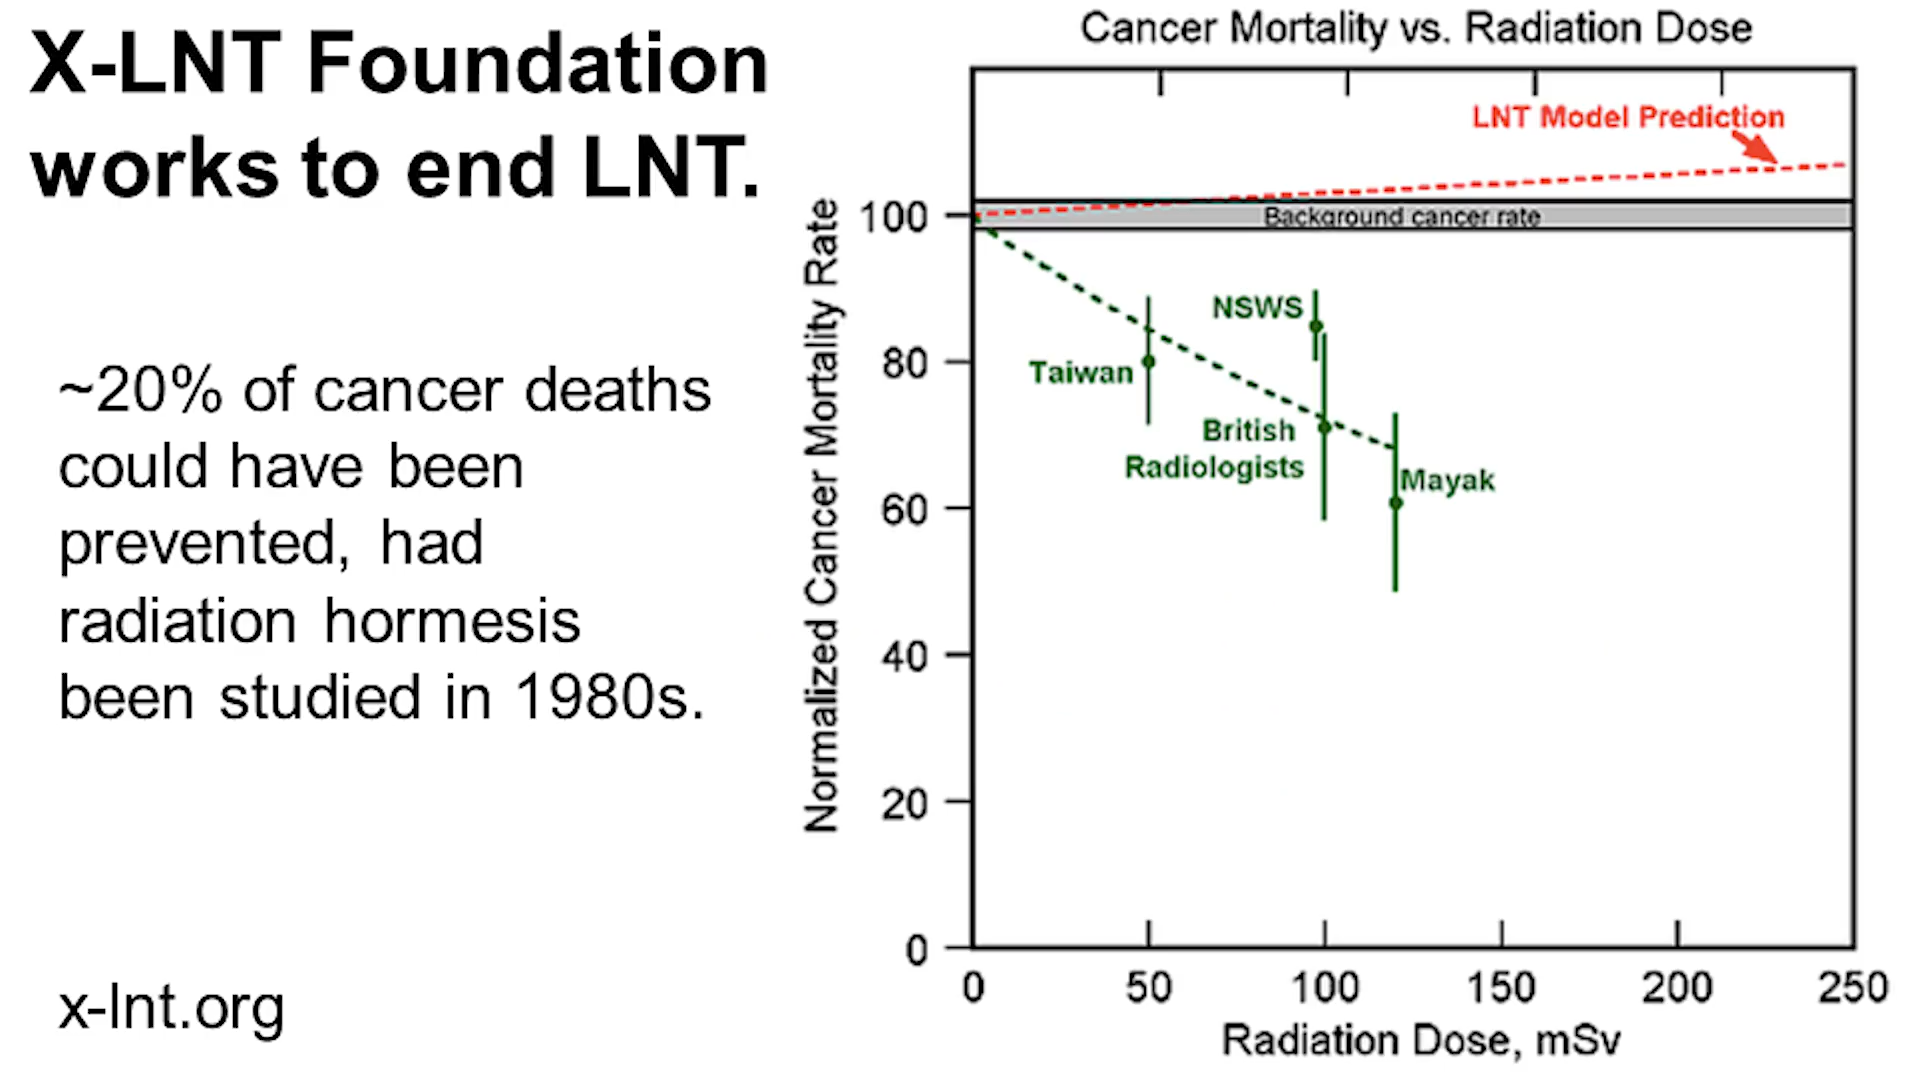 X-LNT Foundation
works to end LNT.
~20% of cancer deaths
could have been
prevented, had
radiation hormesis
been studied in 1980s.
x-lnt.org
Cancer Mortality vs. Radiation Dose
LNT Model Prediction
Background cancer rate
NSWS
Taiwan
British
Radiologists
Mayak
Normalized Cancer Mortality Rate
100
80
60
40
20
0
0 50 100 150 200 250
Radiation Dose, mSv